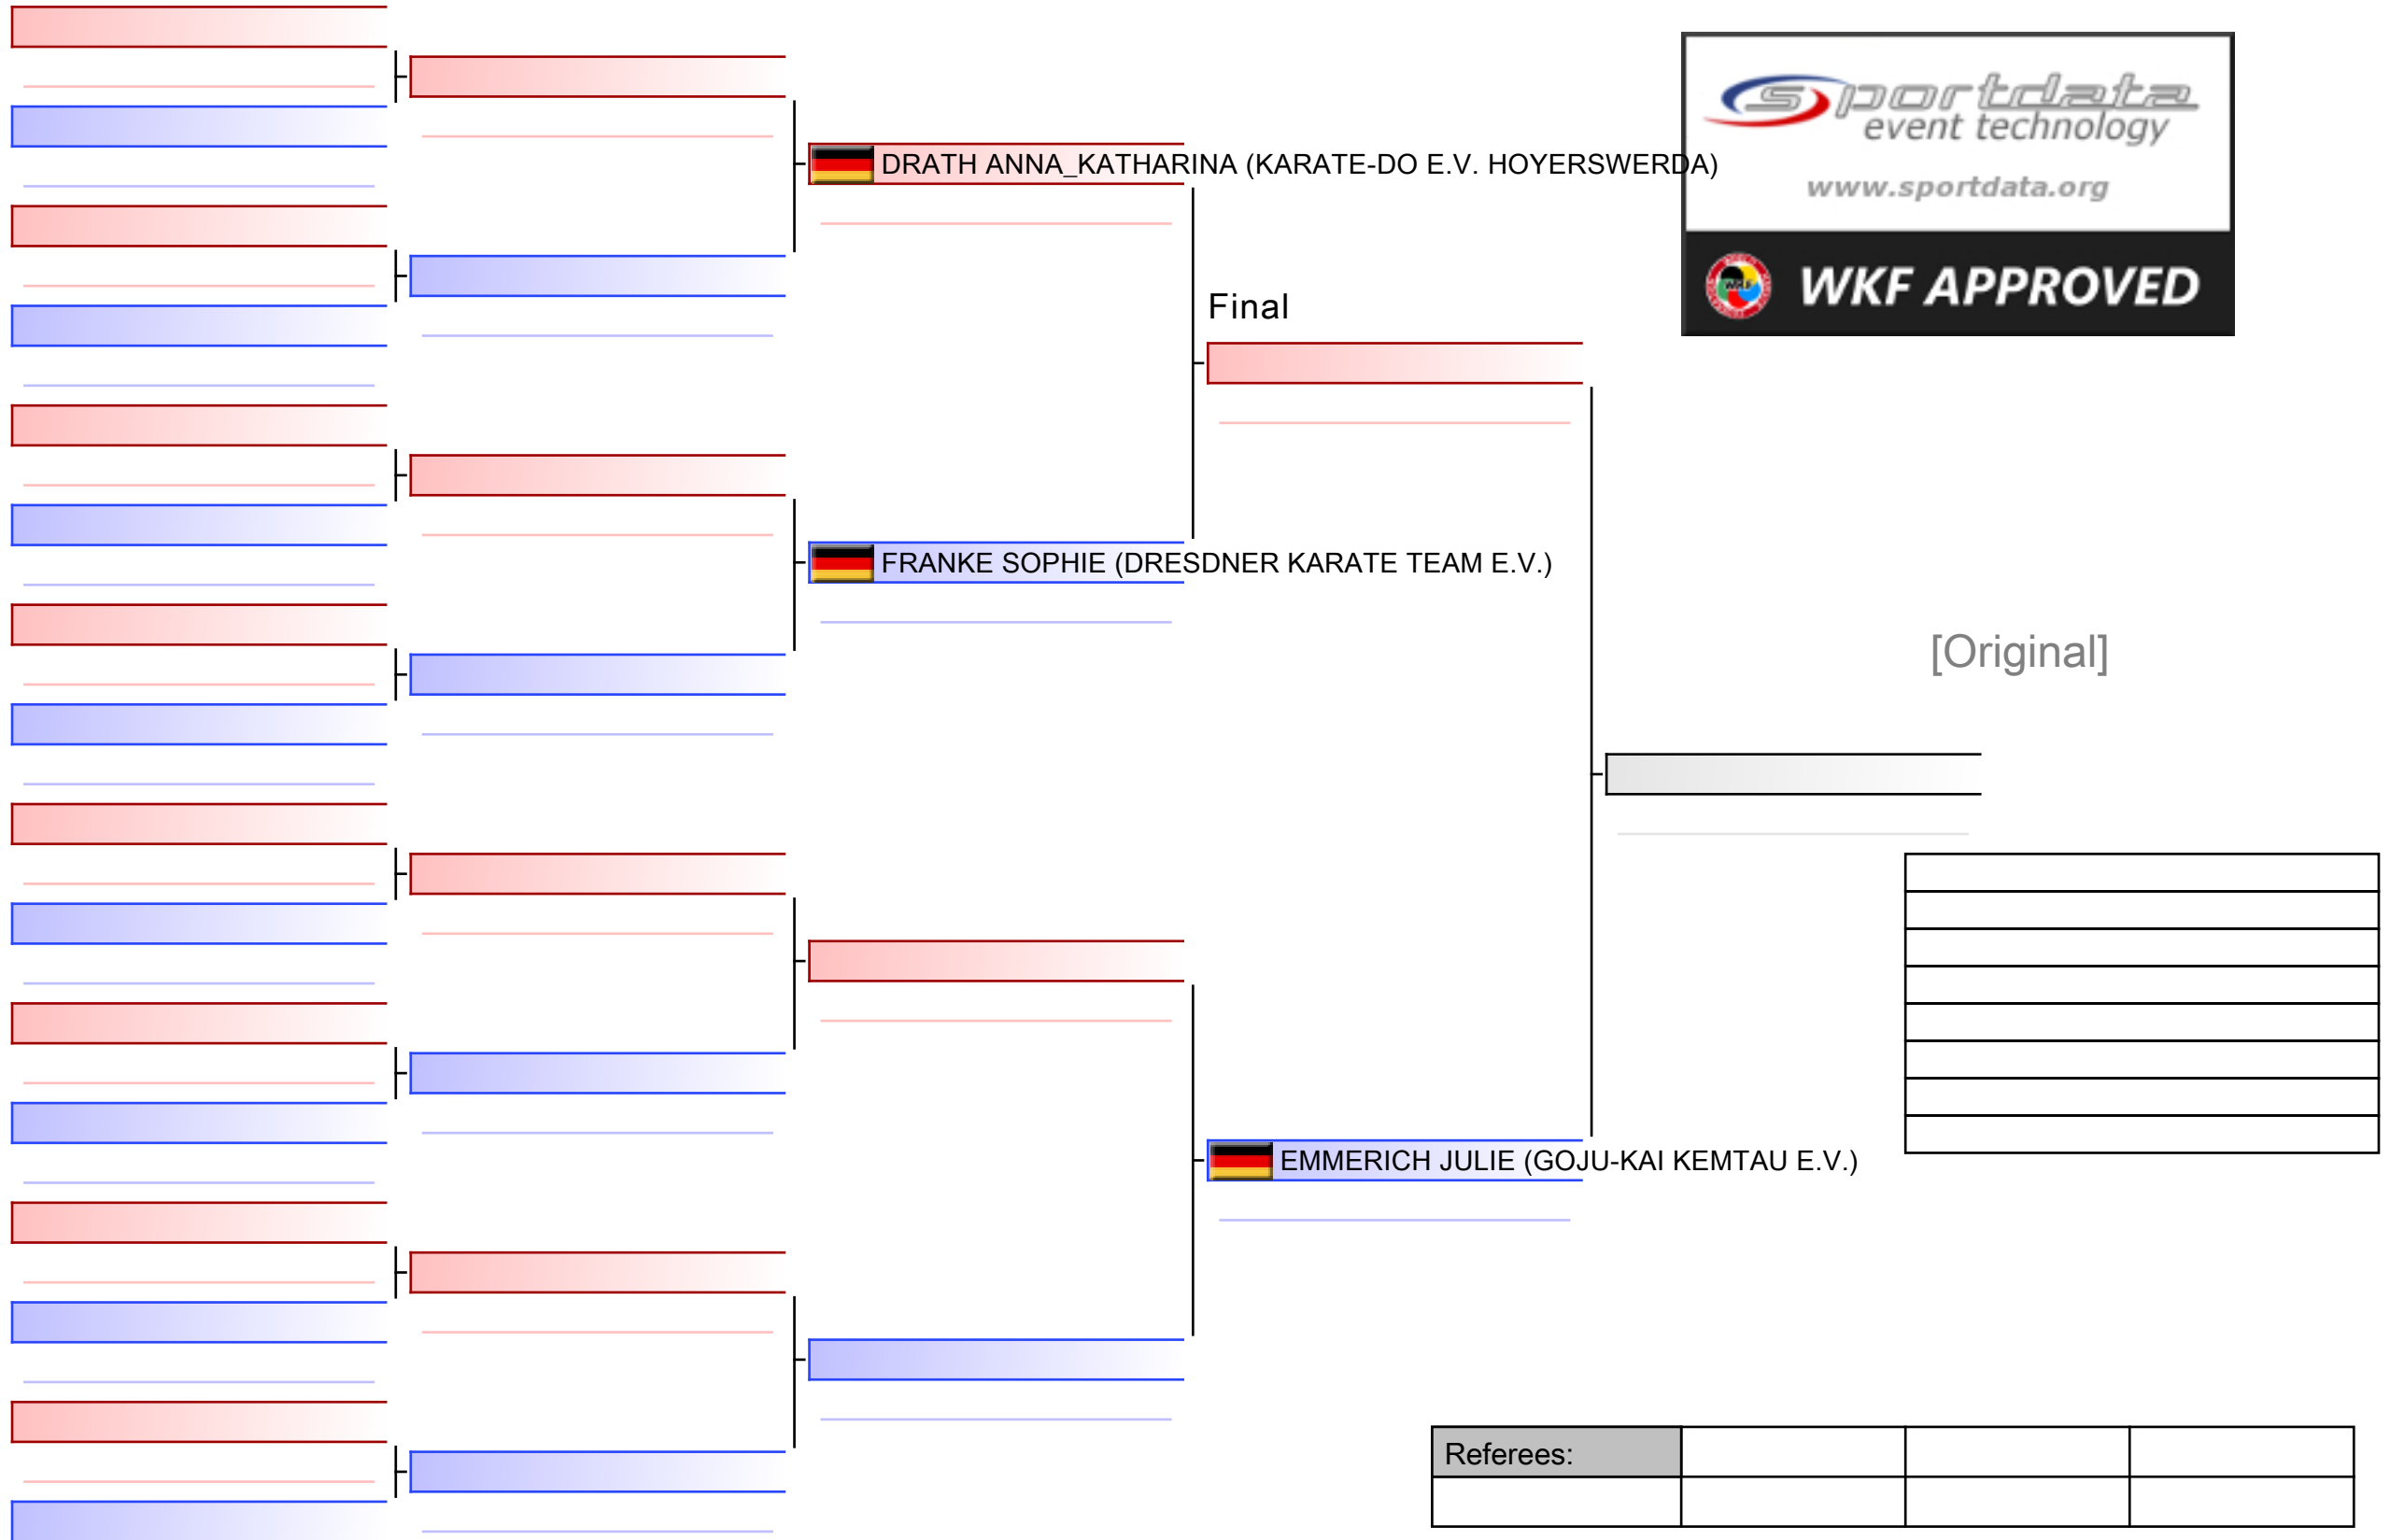 sportdata
event technology
www.sportdata.org
WKF APPROVED
DRATH ANNA_KATHARINA (KARATE-DO E.V. HOYERSWERDA)
Final
FRANKE SOPHIE (DRESDNER KARATE TEAM E.V.)
[Original]
EMMERICH JULIE (GOJU-KAI KEMTAU E.V.)
Referees: